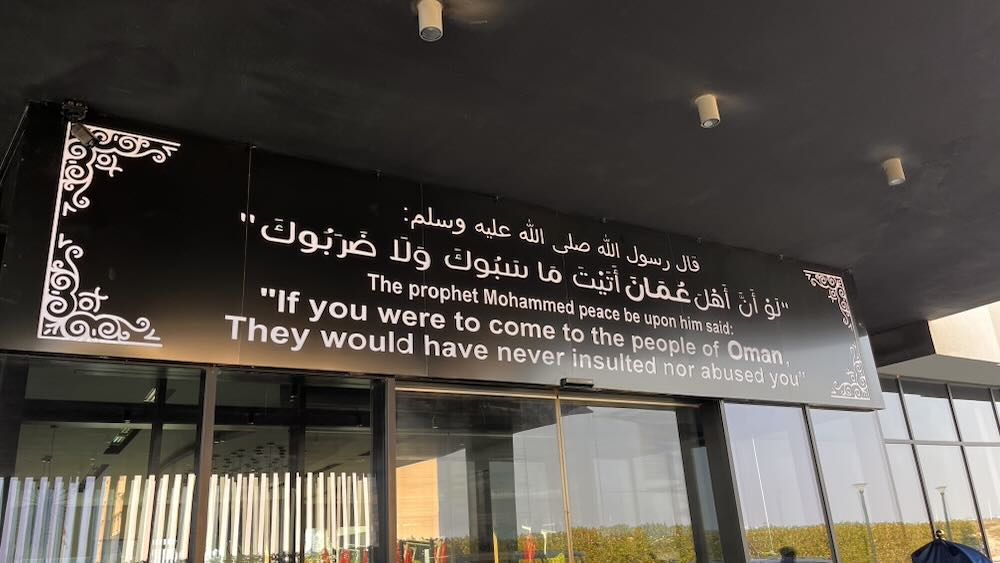 قال رسول الله صلى الله عليه وسلم:
"لَوْ أَنَّ أَهْلَ عُمَانَ أَتَيْتَ مَا سَبُوكَ وَلَا ضَرَبُوكَ"
The prophet Mohammed peace be upon him said:
"If you were to come to the people of Oman,
They would have never insulted nor abused you"